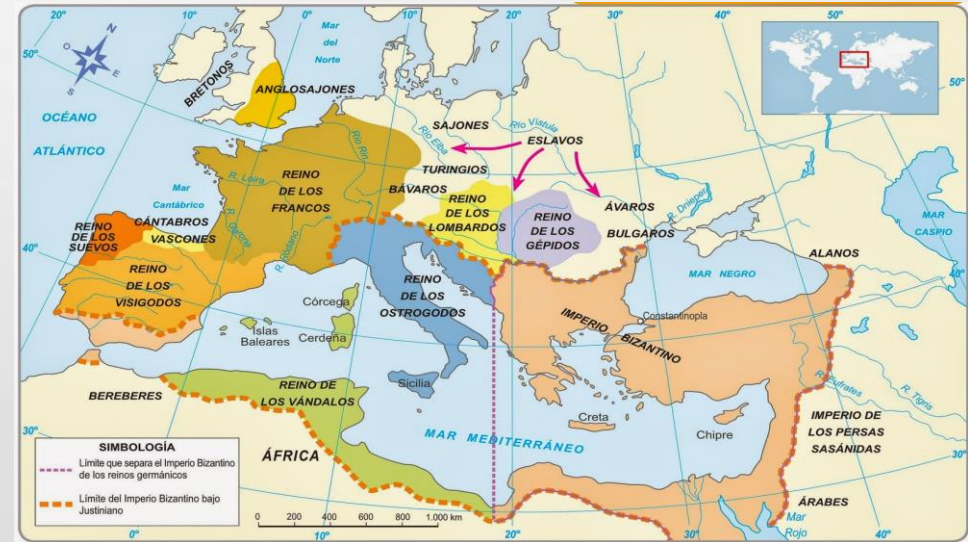 20°
10°
0°
10°
20°
30°
40°
50°
50°
50°
N
O
E
S
Mar
del
Norte
BRETONOS
ANGLOSAJONES
OCÉANO
ATLÁNTICO
SAJONES
Río Elba
Río Vístula
ESLAVOS
Río Rin
TURINGIOS
REINO
DE LOS
FRANCOS
R. Loira
BÁVAROS
Mar
Cantábrico
REINO
DE LOS
LOMBARDOS
REINO
DE LOS
GÉPIDOS
ÁVAROS
R. Dnieper
BULGAROS
MAR
CASPIO
CÁNTABROS
VASCONES
R. Garona
R. Ródano
REINO
DE LOS
SUEVOS
40°
40°
ALANOS
MAR NEGRO
REINO
DE LOS
VISIGODOS
REINO
DE LOS
OSTROGODOS
Córcega
Islas
Baleares
Cerdeña
Constantinopla
IMPERIO
BIZANTINO
Sicilia
R. Éufrates
R. Tigris
BEREBERES
REINO DE
LOS VÁNDALOS
Creta
Chipre
IMPERIO DE
LOS PERSAS
SASÁNIDAS
30°
30°
MAR MEDITERRÁNEO
ÁFRICA
SIMBOLOGÍA
Límite que separa el Imperio Bizantino
de los reinos germánicos
Límite del Imperio Bizantino bajo
Justiniano
0 200 400 600 800 1,000 km
ÁRABES
Mar
Rojo
0°
10°
20°
30°
40°